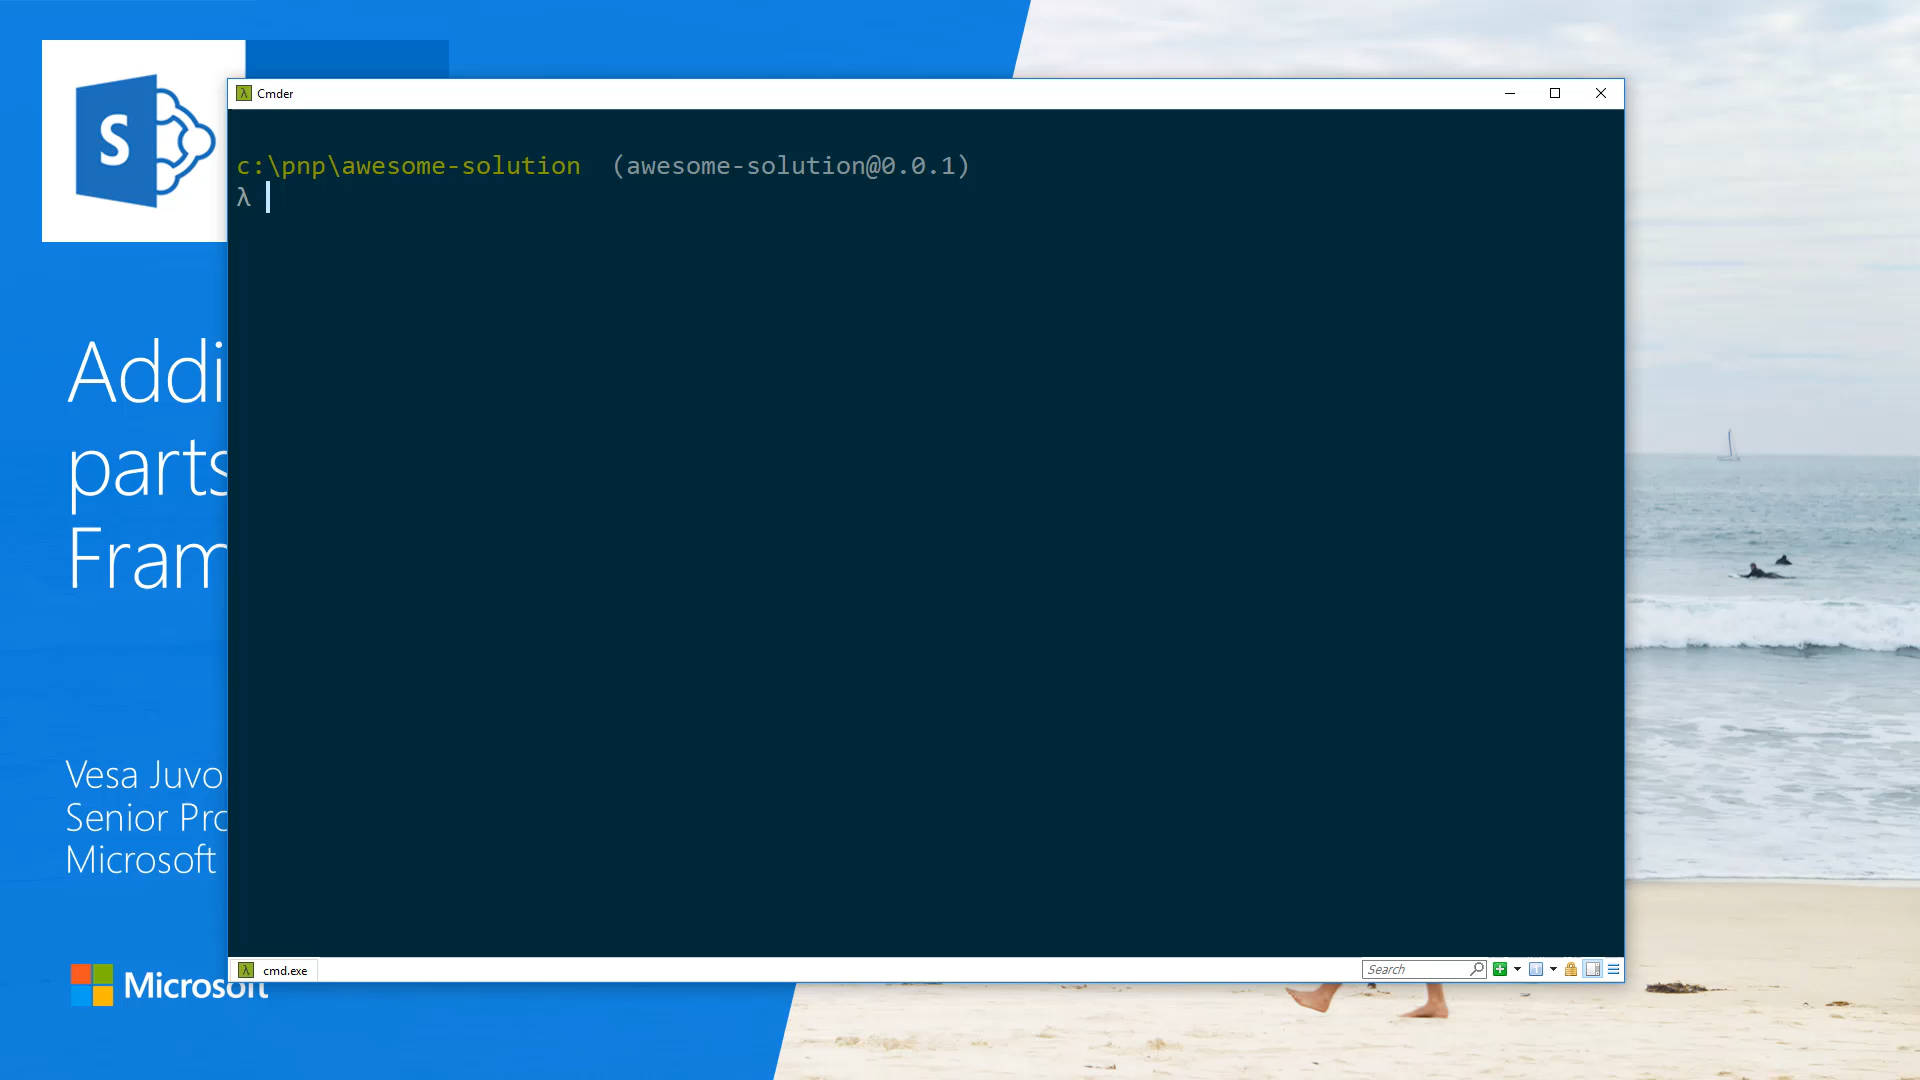 S
Cmder
c:\pnp\awesome-solution (awesome-solution@0.0.1)
λ
Addi
parts
Fram
Vesa Juvo
Senior Pro
Microsoft
Microsoft
cmd.exe
Search